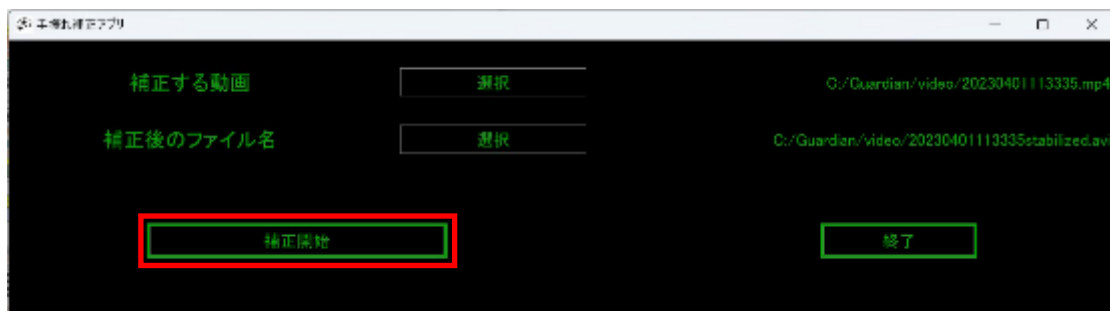 手振れ補正アプリ
補正する動画 選択 C:/Guardian/video/20230401113335.mp4
補正後のファイル名 選択 C:/Guardian/video/20230401113335stabilized.avi
補正開始 終了